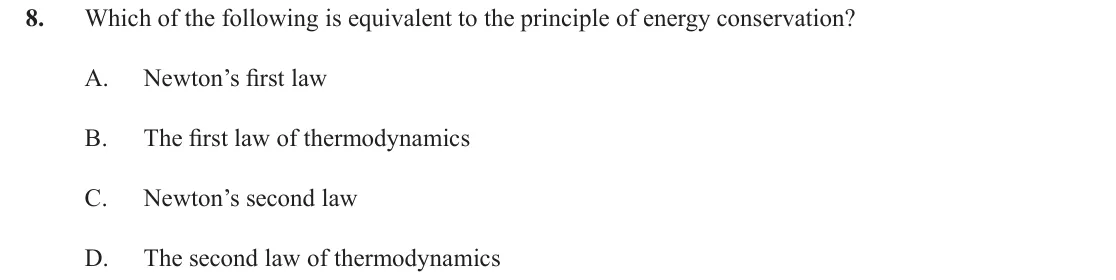 8. Which of the following is equivalent to the principle of energy conservation?
A. Newton’s first law
B. The first law of thermodynamics
C. Newton’s second law
D. The second law of thermodynamics